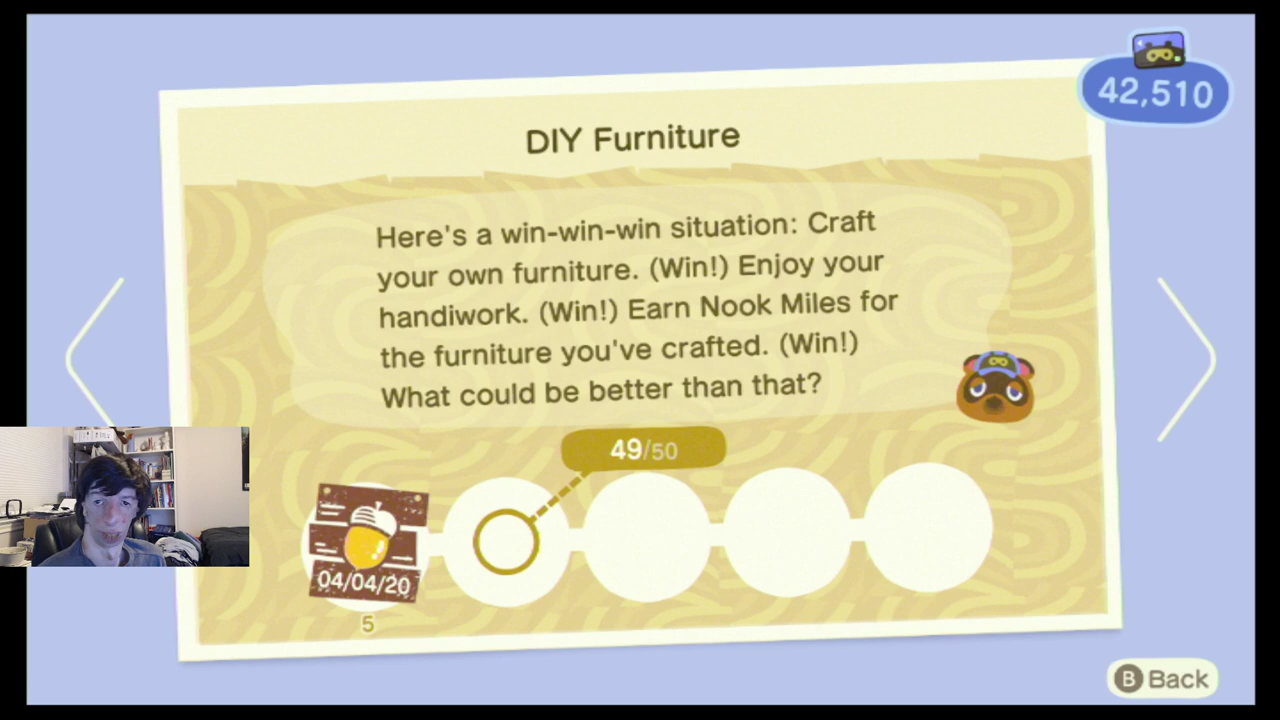 42,510
DIY Furniture
Here's a win-win-win situation: Craft
your own furniture. (Win!) Enjoy your
handiwork. (Win!) Earn Nook Miles for
the furniture you've crafted. (Win!)
What could be better than that?
49/50
04/04/20
5
B Back